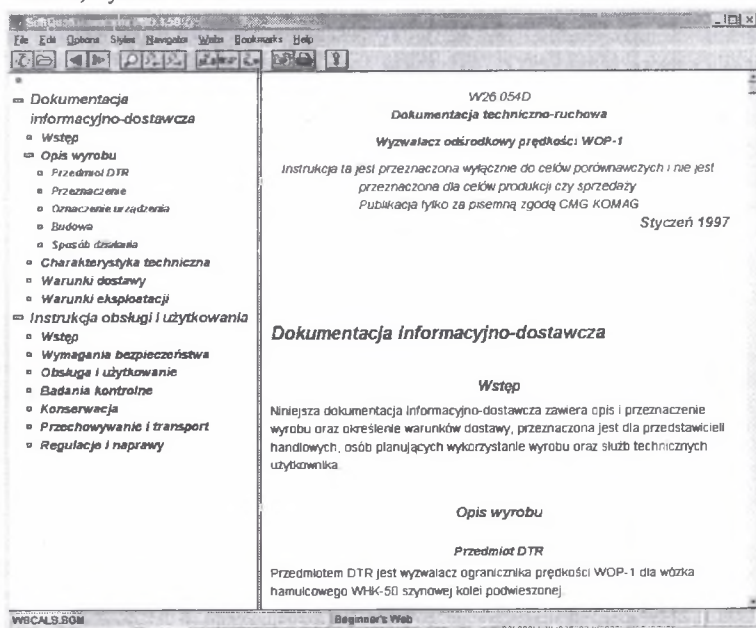 File Edit Options Styles Navigator Webs Bookmarks Help
Dokumentacja
informacyjno-dostawcza
Wstęp
Opis wyrobu
Przedmiot DTR
Przeznaczenie
Oznaczenie urządzenia
Budowa
Sposób działania
Charakterystyka techniczna
Warunki dostawy
Warunki eksploatacji
Instrukcja obsługi i użytkowania
Wstęp
Wymagania bezpieczeństwa
Obsługa i użytkowanie
Badania kontrolne
Konserwacja
Przechowywanie i transport
Regulacje i naprawy
W26.054D
Dokumentacja techniczno-ruchowa
Wyzwalacz odśrodkowy prędkości WOP-1
Instrukcja ta jest przeznaczona wyłącznie do celów porównawczych i nie jest
przeznaczona dla celów produkcji czy sprzedaży
Publikacja tylko za pisemną zgodą CMG KOMAG
Styczeń 1997
Dokumentacja informacyjno-dostawcza
Wstęp
Niniejsza dokumentacja informacyjno-dostawcza zawiera opis i przeznaczenie
wyrobu oraz określenie warunków dostawy, przeznaczona jest dla przedstawicieli
handlowych, osób planujących wykorzystanie wyrobu oraz służb technicznych
użytkownika.
Opis wyrobu
Przedmiot DTR
Przedmiotem DTR jest wyzwalacz ogranicznika prędkości WOP-1 dla wózka
hamulcowego WHK-50 szynowej kolei podwieszonej.
WSCALS.SGM
Beginner's Web